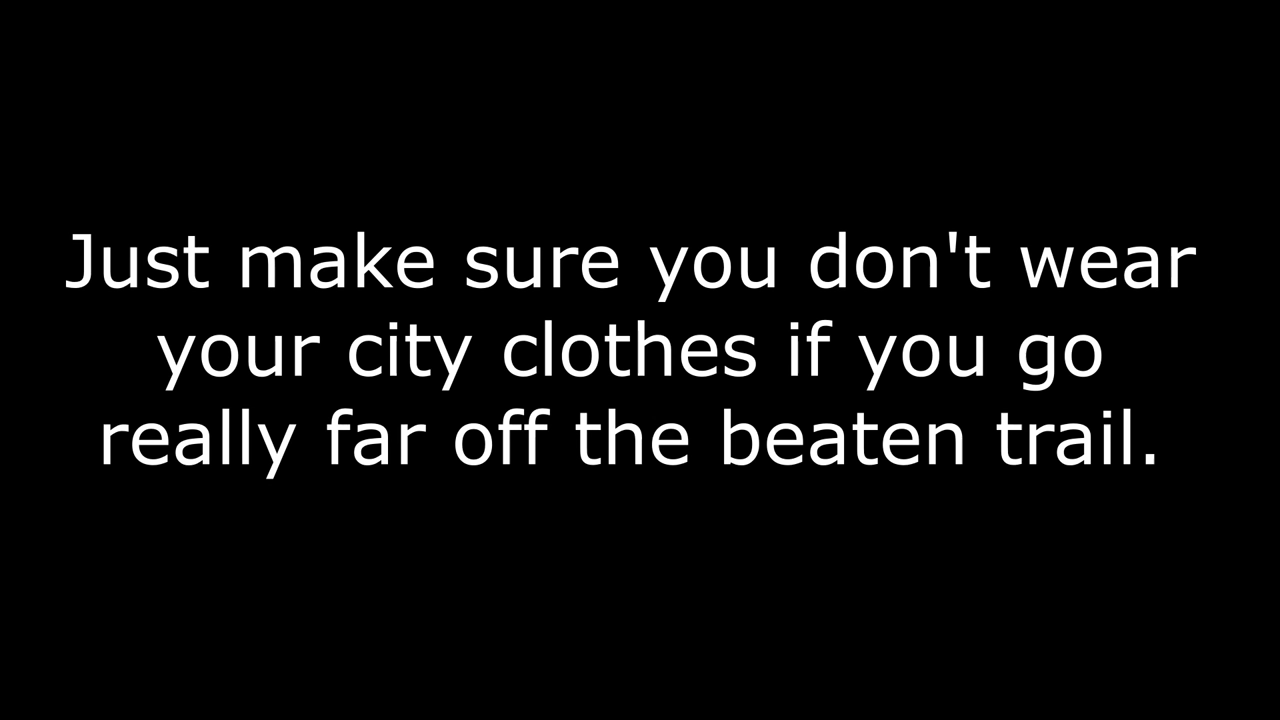 Just make sure you don't wear
your city clothes if you go
really far off the beaten trail.